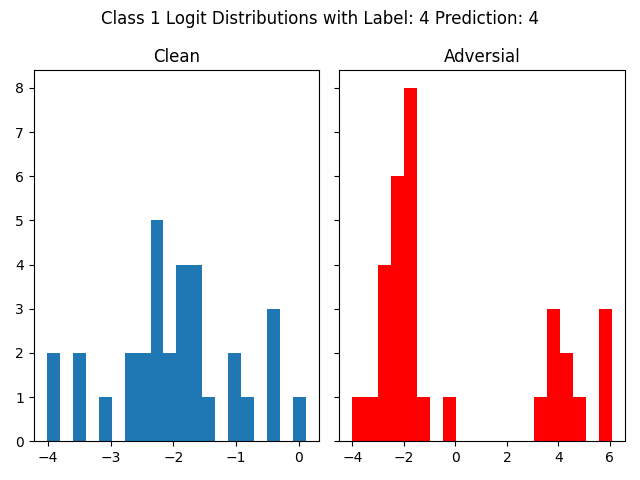 Class 1 Logit Distributions with Label: 4 Prediction: 4
Clean
Adversial
8
7
6
5
4
3
2
1
0
−4 −3 −2 −1 0
−4 −2 0 2 4 6